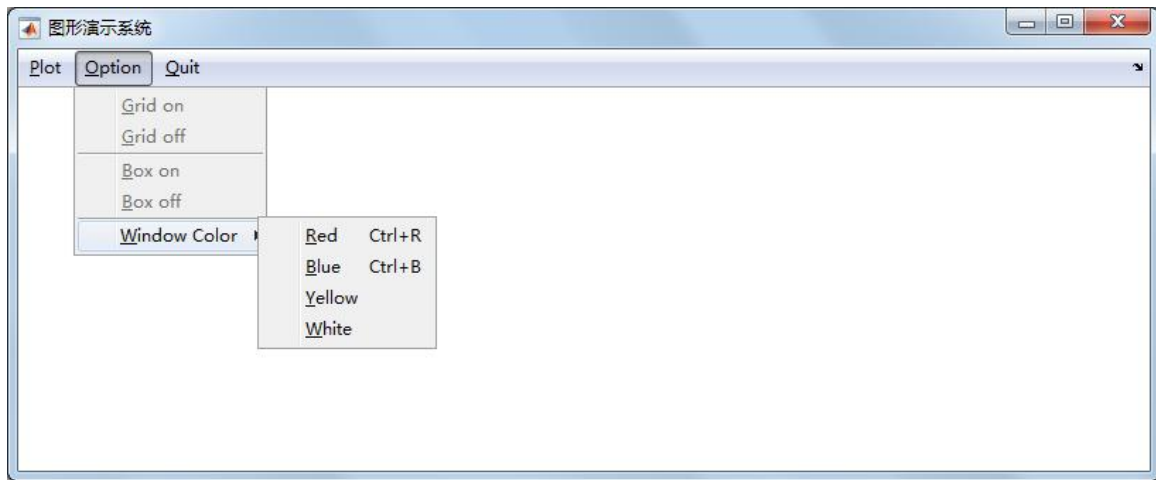 图形演示系统
Plot Option Quit
Grid on
Grid off
Box on
Box off
Window Color
Red Ctrl+R
Blue Ctrl+B
Yellow
White